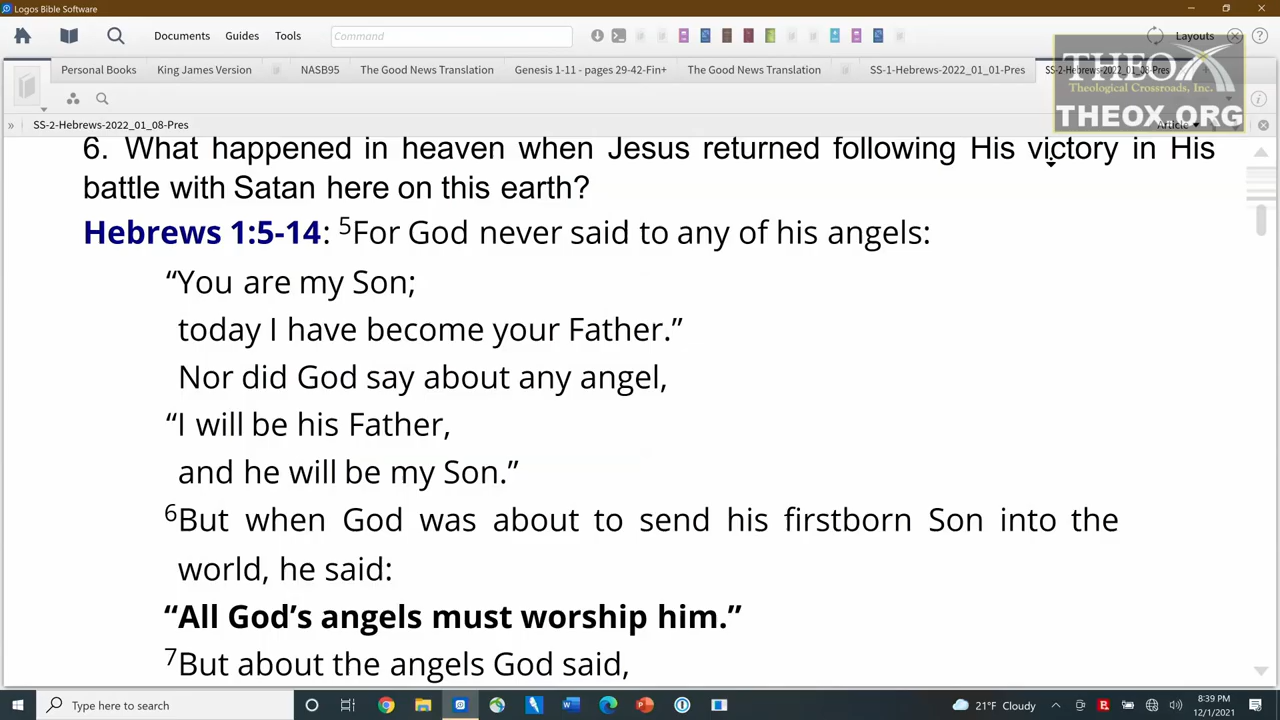 Logos Bible Software
Documents Guides Tools Command Layouts
Personal Books King James Version NASB95 Genesis 1-11 - pages 29-42-Fin+ The Good News Translation SS-1-Hebrews-2022_01_01-Pres SS-2-Hebrews-2022_01_08-Pres
THEOX
Theological Crossroads, Inc.
THEOX.ORG
SS-2-Hebrews-2022_01_08-Pres Article
6. What happened in heaven when Jesus returned following His victory in His
battle with Satan here on this earth?
Hebrews 1:5-14: 5For God never said to any of his angels:
“You are my Son;
today I have become your Father.”
Nor did God say about any angel,
“I will be his Father,
and he will be my Son.”
6But when God was about to send his firstborn Son into the
world, he said:
“All God’s angels must worship him.”
7But about the angels God said,
Type here to search 21°F Cloudy 8:39 PM
12/1/2021